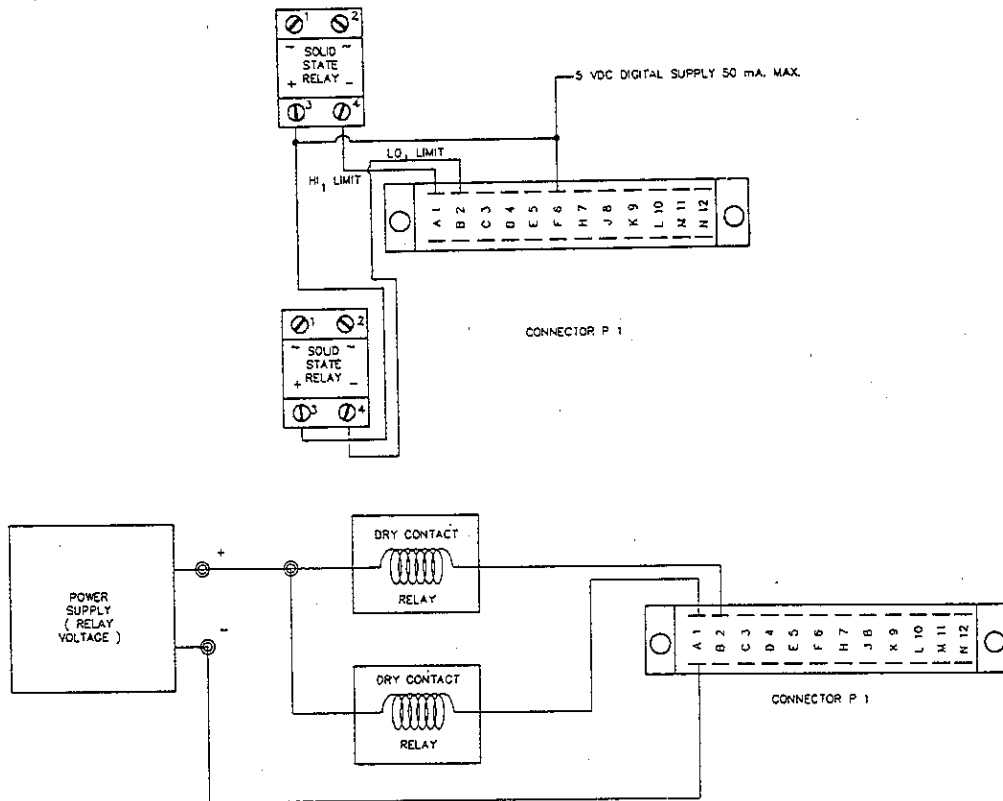 1 2
~ ~
SOLID
STATE
RELAY
+ -
3 4
5 VDC DIGITAL SUPPLY 50 mA. MAX.
LO, LIMIT
HI, LIMIT
A 1
B 2
C 3
B 4
E 5
F 6
H 7
J 8
K 9
L 10
M 11
N 12
CONNECTOR P 1
1 2
~ ~
SOLID
STATE
RELAY
+ -
3 4
POWER
SUPPLY
( RELAY
VOLTAGE )
+
-
DRY CONTACT
RELAY
DRY CONTACT
RELAY
A 1
B 2
C 3
D 4
E 5
F 6
H 7
J 8
K 9
L 10
M 11
N 12
CONNECTOR P 1